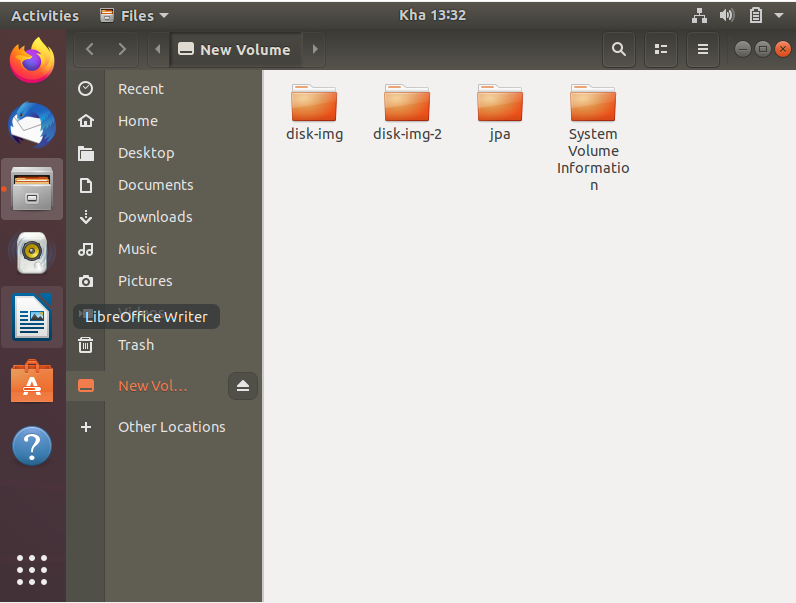 Activities
Files
Kha 13:32
New Volume
Recent
Home
Desktop
Documents
Downloads
Music
Pictures
Videos
LibreOffice Writer
Trash
New Vol…
Other Locations
disk-img
disk-img-2
jpa
System
Volume
Informatio
n